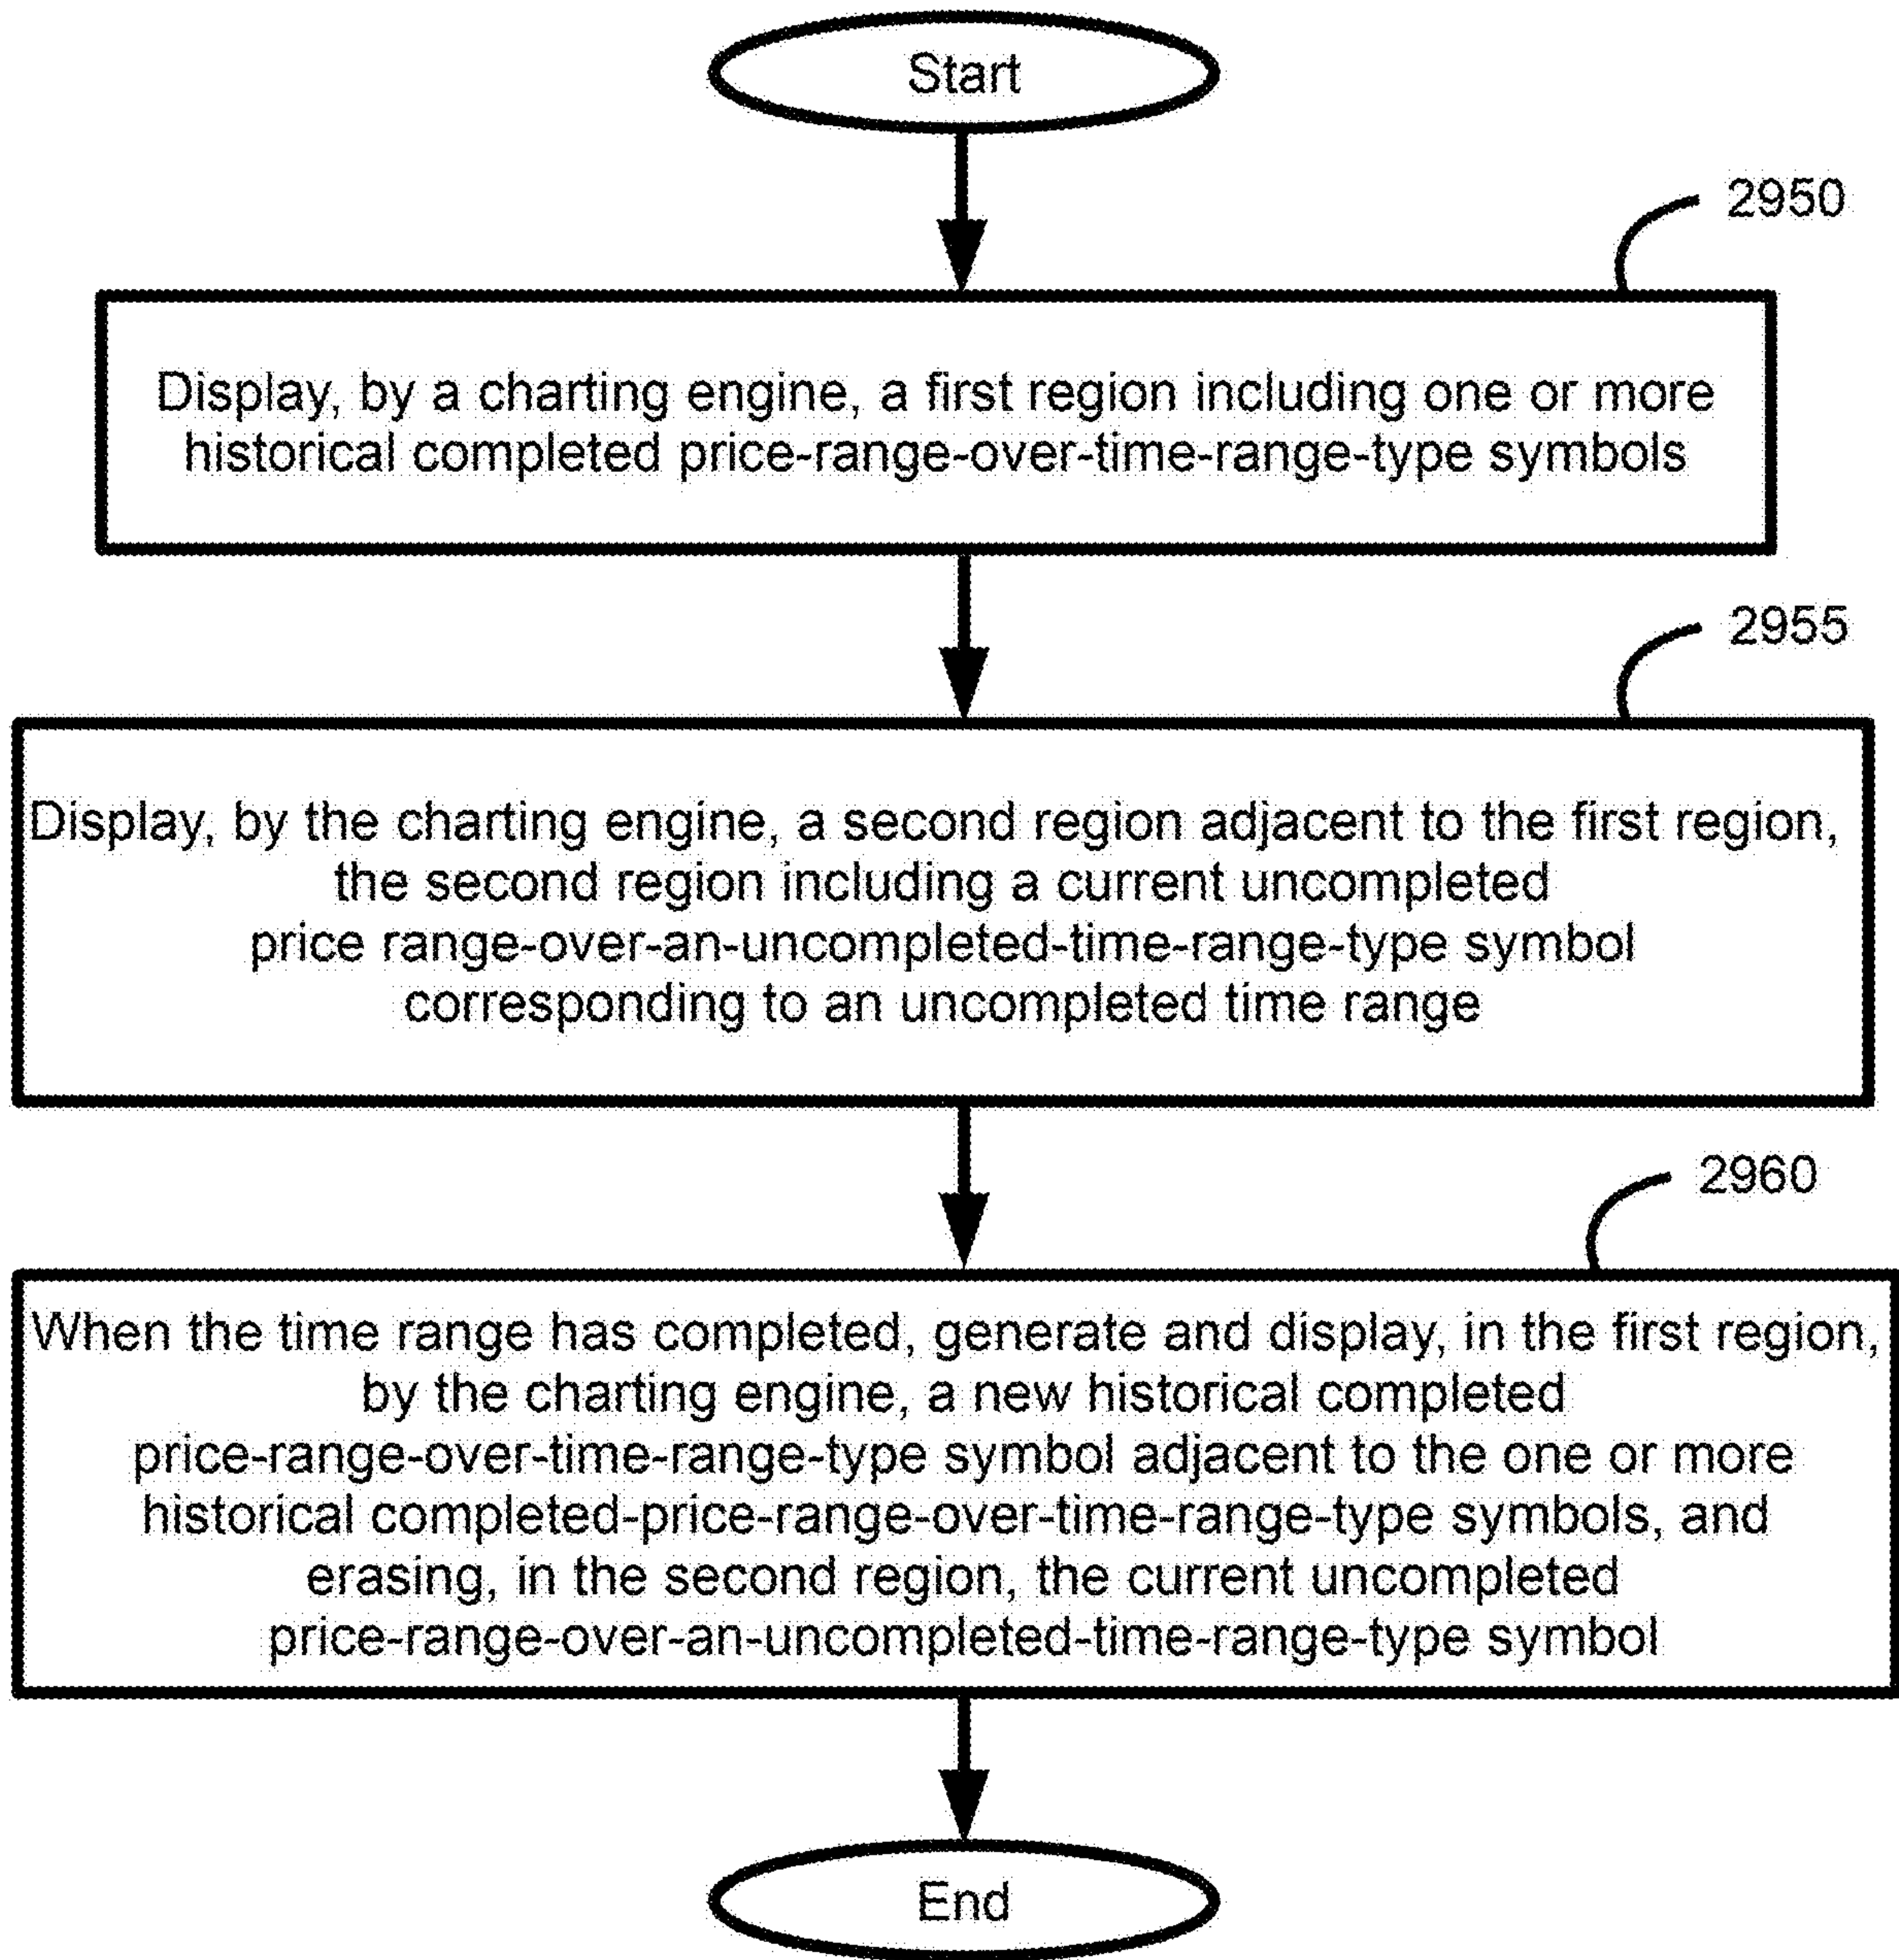 Start
2950
Display, by a charting engine, a first region including one or more
historical completed price-range-over-time-range-type symbols
2955
Display, by the charting engine, a second region adjacent to the first region,
the second region including a current uncompleted
price range-over-an-uncompleted-time-range-type symbol
corresponding to an uncompleted time range
2960
When the time range has completed, generate and display, in the first region,
by the charting engine, a new historical completed
price-range-over-time-range-type symbol adjacent to the one or more
historical completed-price-range-over-time-range-type symbols, and
erasing, in the second region, the current uncompleted
price-range-over-an-uncompleted-time-range-type symbol
End